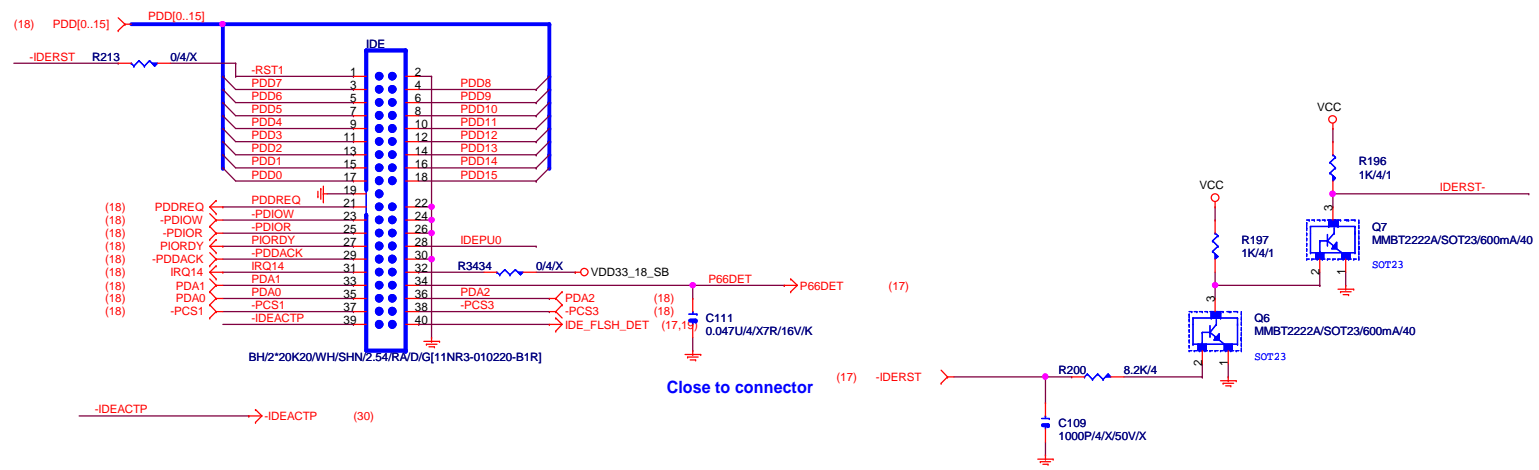 (18) PDD[0..15] PDD[0..15]
IDE
-IDERST R213 0/4/X
-RST1 1 2
PDD7 3 4 PDD8
PDD6 5 6 PDD9
PDD5 7 8 PDD10
PDD4 9 10 PDD11
PDD3 11 12 PDD12
PDD2 13 14 PDD13
PDD1 15 16 PDD14
PDD0 17 18 PDD15
19
(18) PDDREQ PDDREQ 21 22
(18) -PDIOW -PDIOW 23 24
(18) -PDIOR -PDIOR 25 26
(18) PIORDY PIORDY 27 28 IDEPU0
(18) -PDDACK -PDDACK 29 30
(18) IRQ14 IRQ14 31 32 R3434 0/4/X VDD33_18_SB
(18) PDA1 PDA1 33 34 P66DET P66DET (17)
(18) PDA0 PDA0 35 36 PDA2 PDA2 (18)
(18) -PCS1 -PCS1 37 38 -PCS3 -PCS3 (18)
-IDEACTP 39 40 IDE_FLSH_DET (17,19)
C111
0.047U/4/X7R/16V/K
BH/2*20K20/WH/SHN/2.54/RA/D/G[11NR3-010220-B1R]
Close to connector
-IDEACTP -IDEACTP (30)
VCC
R196
1K/4/1
IDERST-
VCC
R197
1K/4/1
3
Q7
MMBT2222A/SOT23/600mA/40
SOT23
2 1
3
Q6
MMBT2222A/SOT23/600mA/40
SOT23
2 1
(17) -IDERST R200 8.2K/4
C109
1000P/4/X/50V/X